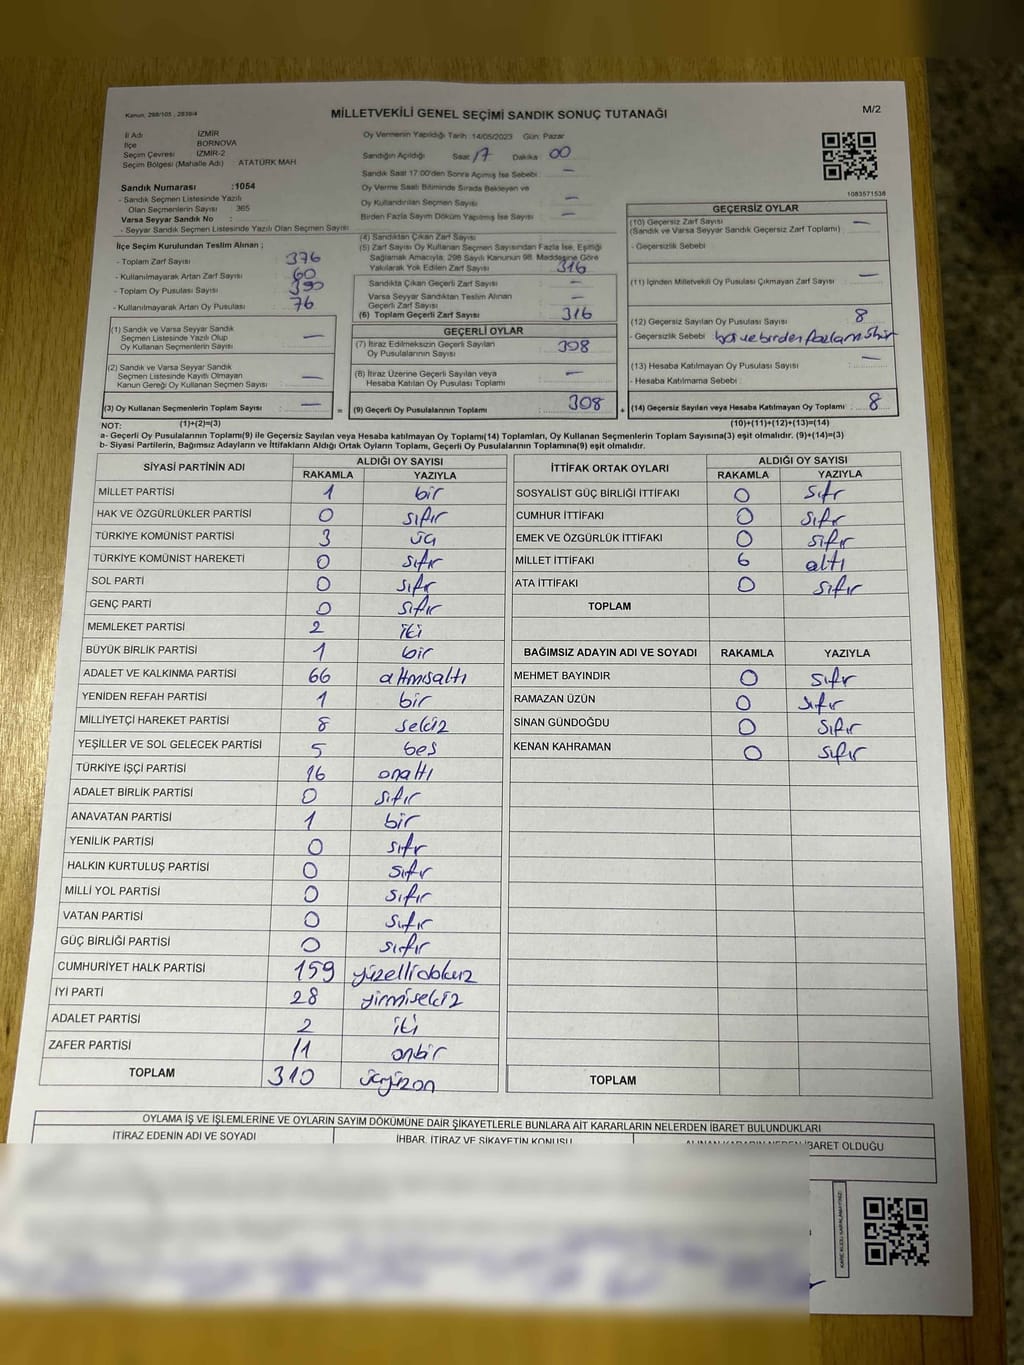 Kanun: 298/105 , 2839/4
MİLLETVEKİLİ GENEL SEÇİMİ SANDIK SONUÇ TUTANAĞI
M/2
İl Adı İZMİR
İlçe BORNOVA
Seçim Çevresi İZMİR-2
Seçim Bölgesi (Mahalle Adı) ATATÜRK MAH
Sandık Numarası :1054
- Sandık Seçmen Listesinde Yazılı
Olan Seçmenlerin Sayısı : 365
Varsa Seyyar Sandık No :
- Seyyar Sandık Seçmen Listesinde Yazılı Olan Seçmen Sayısı
İlçe Seçim Kurulundan Teslim Alınan ;
- Toplam Zarf Sayısı : 376
- Kullanılmayarak Artan Zarf Sayısı : 60
- Toplam Oy Pusulası Sayısı : 390
- Kullanılmayarak Artan Oy Pusulası : 76
Oy Vermenin Yapıldığı Tarih 14/05/2023 Gün: Pazar
Sandığın Açıldığı Saat 17 Dakika 00
Sandık Saat 17:00'den Sonra Açılmış İse Sebebi : —
Oy Verme Saati Bitiminde Sırada Bekleyen ve
Oy Kullandırılan Seçmen Sayısı : —
Birden Fazla Sayım Döküm Yapılmış İse Sayısı : —
(4) Sandıktan Çıkan Zarf Sayısı
(5) Zarf Sayısı Oy Kullanan Seçmen Sayısından Fazla İse, Eşitliği
Sağlamak Amacıyla, 298 Sayılı Kanunun 98. Maddesine Göre
Yakılarak Yok Edilen Zarf Sayısı : 316
Sandıkta Çıkan Geçerli Zarf Sayısı : —
Varsa Seyyar Sandıktan Teslim Alınan
Geçerli Zarf Sayısı : —
(6) Toplam Geçerli Zarf Sayısı : 316
1083571536
GEÇERSİZ OYLAR
(10) Geçersiz Zarf Sayısı : —
(Sandık ve Varsa Seyyar Sandık Geçersiz Zarf Toplamı)
- Geçersizlik Sebebi
(11) İçinden Milletvekili Oy Pusulası Çıkmayan Zarf Sayısı : —
(12) Geçersiz Sayılan Oy Pusulası Sayısı : 8
- Geçersizlik Sebebi
(13) Hesaba Katılmayan Oy Pusulası Sayısı : —
- Hesaba Katılmama Sebebi
(14) Geçersiz Sayılan veya Hesaba Katılmayan Oy Toplamı : 8
(1) Sandık ve Varsa Seyyar Sandık
Seçmen Listesinde Yazılı Olup
Oy Kullanan Seçmenlerin Sayısı : —
(2) Sandık ve Varsa Seyyar Sandık
Seçmen Listesinde Kayıtlı Olmayan
Kanun Gereği Oy Kullanan Seçmen Sayısı : —
(3) Oy Kullanan Seçmenlerin Toplam Sayısı : —
=
GEÇERLİ OYLAR
(7) İtiraz Edilmeksizin Geçerli Sayılan
Oy Pusulalarının Sayısı : 308
(8) İtiraz Üzerine Geçerli Sayılan veya
Hesaba Katılan Oy Pusulası Toplamı : —
(9) Geçerli Oy Pusulalarının Toplamı : 308
+
NOT: (1)+(2)=(3) (10)+(11)+(12)+(13)=(14)
a- Geçerli Oy Pusulalarının Toplamı(9) ile Geçersiz Sayılan veya Hesaba katılmayan Oy Toplamı(14) Toplamları, Oy Kullanan Seçmenlerin Toplam Sayısına(3) eşit olmalıdır. (9)+(14)=(3)
b- Siyasi Partilerin, Bağımsız Adayların ve İttifakların Aldığı Ortak Oyların Toplamı, Geçerli Oy Pusulalarının Toplamına(9) eşit olmalıdır.
SİYASİ PARTİNİN ADI ALDIĞI OY SAYISI
RAKAMLA YAZIYLA
MİLLET PARTİSİ 1 bir
HAK VE ÖZGÜRLÜKLER PARTİSİ 0 sıfır
TÜRKİYE KOMÜNİST PARTİSİ 3 üç
TÜRKİYE KOMÜNİST HAREKETİ 0 sıfır
SOL PARTİ 0 sıfır
GENÇ PARTİ 0 sıfır
MEMLEKET PARTİSİ 2 iki
BÜYÜK BİRLİK PARTİSİ 1 bir
ADALET VE KALKINMA PARTİSİ 66 altmışaltı
YENİDEN REFAH PARTİSİ 1 bir
MİLLİYETÇİ HAREKET PARTİSİ 8 sekiz
YEŞİLLER VE SOL GELECEK PARTİSİ 5 beş
TÜRKİYE İŞÇİ PARTİSİ 16 onaltı
ADALET BİRLİK PARTİSİ 0 sıfır
ANAVATAN PARTİSİ 1 bir
YENİLİK PARTİSİ 0 sıfır
HALKIN KURTULUŞ PARTİSİ 0 sıfır
MİLLİ YOL PARTİSİ 0 sıfır
VATAN PARTİSİ 0 sıfır
GÜÇ BİRLİĞİ PARTİSİ 0 sıfır
CUMHURİYET HALK PARTİSİ 159 yüzellidokuz
İYİ PARTİ 28 yirmisekiz
ADALET PARTİSİ 2 iki
ZAFER PARTİSİ 11 onbir
TOPLAM 310 üçyüzon
İTTİFAK ORTAK OYLARI ALDIĞI OY SAYISI
RAKAMLA YAZIYLA
SOSYALİST GÜÇ BİRLİĞİ İTTİFAKI 0 sıfır
CUMHUR İTTİFAKI 0 sıfır
EMEK VE ÖZGÜRLÜK İTTİFAKI 0 sıfır
MİLLET İTTİFAKI 6 altı
ATA İTTİFAKI 0 sıfır
TOPLAM
BAĞIMSIZ ADAYIN ADI VE SOYADI RAKAMLA YAZIYLA
MEHMET BAYINDIR 0 sıfır
RAMAZAN ÜZÜN 0 sıfır
SİNAN GÜNDOĞDU 0 sıfır
KENAN KAHRAMAN 0 sıfır
TOPLAM
OYLAMA İŞ VE İŞLEMLERİNE VE OYLARIN SAYIM DÖKÜMÜNE DAİR ŞİKAYETLERLE BUNLARA AİT KARARLARIN NELERDEN İBARET BULUNDUKLARI
İTİRAZ EDENİN ADI VE SOYADI İHBAR, İTİRAZ VE ŞİKAYETİN KONUSU ALINAN KARARIN NEDEN İBARET OLDUĞU
KARE KODU KARALAMAYINIZ!